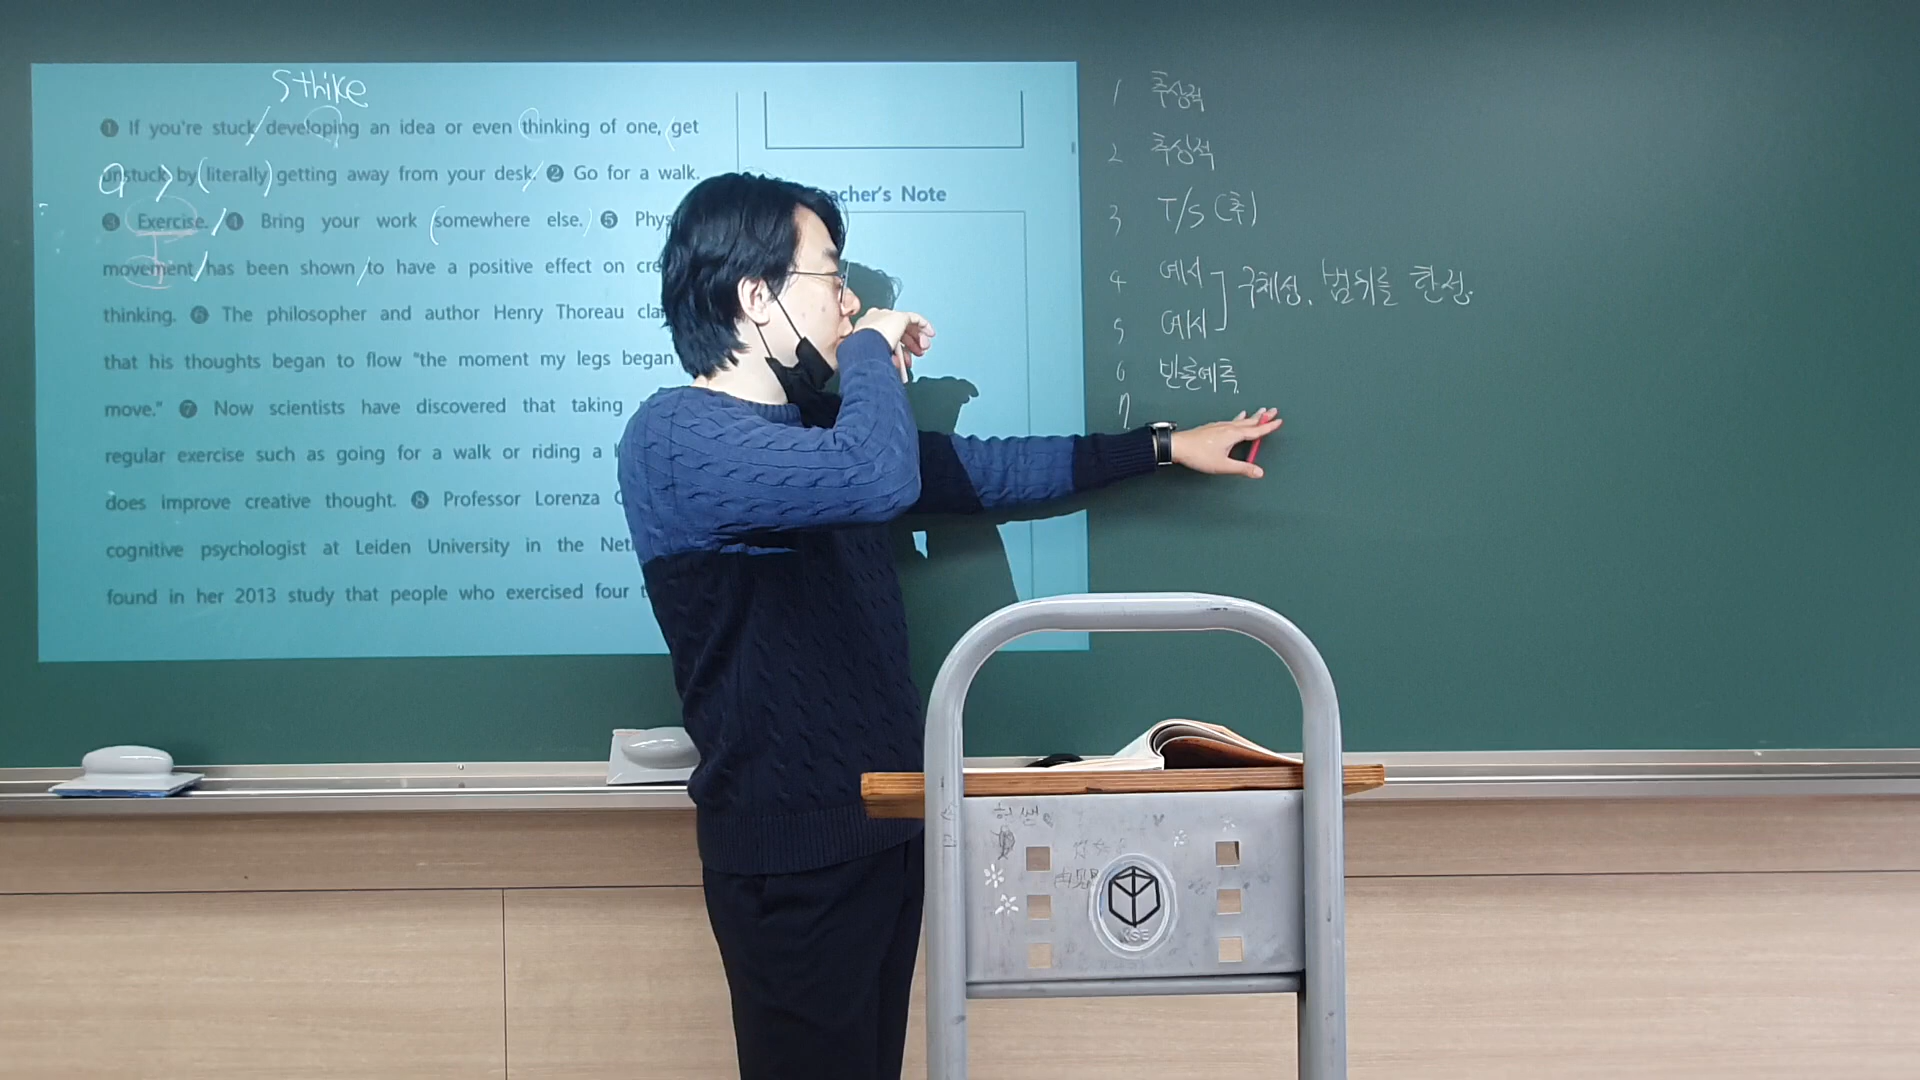 sthike
❶ If you're stuck developing an idea or even thinking of one, get
a unstuck by (literally) getting away from your desk. ❷ Go for a walk.
❸ Exercise. ❹ Bring your work (somewhere else.) ❺ Phys
movement has been shown to have a positive effect on cre
thinking. ❻ The philosopher and author Henry Thoreau cla
that his thoughts began to flow "the moment my legs began
move." ❼ Now scientists have discovered that taking
regular exercise such as going for a walk or riding a
does improve creative thought. ❽ Professor Lorenza C
cognitive psychologist at Leiden University in the Net
found in her 2013 study that people who exercised four t
acher's Note
1 추상적
2 추상적
3 T/S (추)
4 예시
구체성, 범위를 한정.
5 예시
6 반론예측
7
헌쌤
KSE